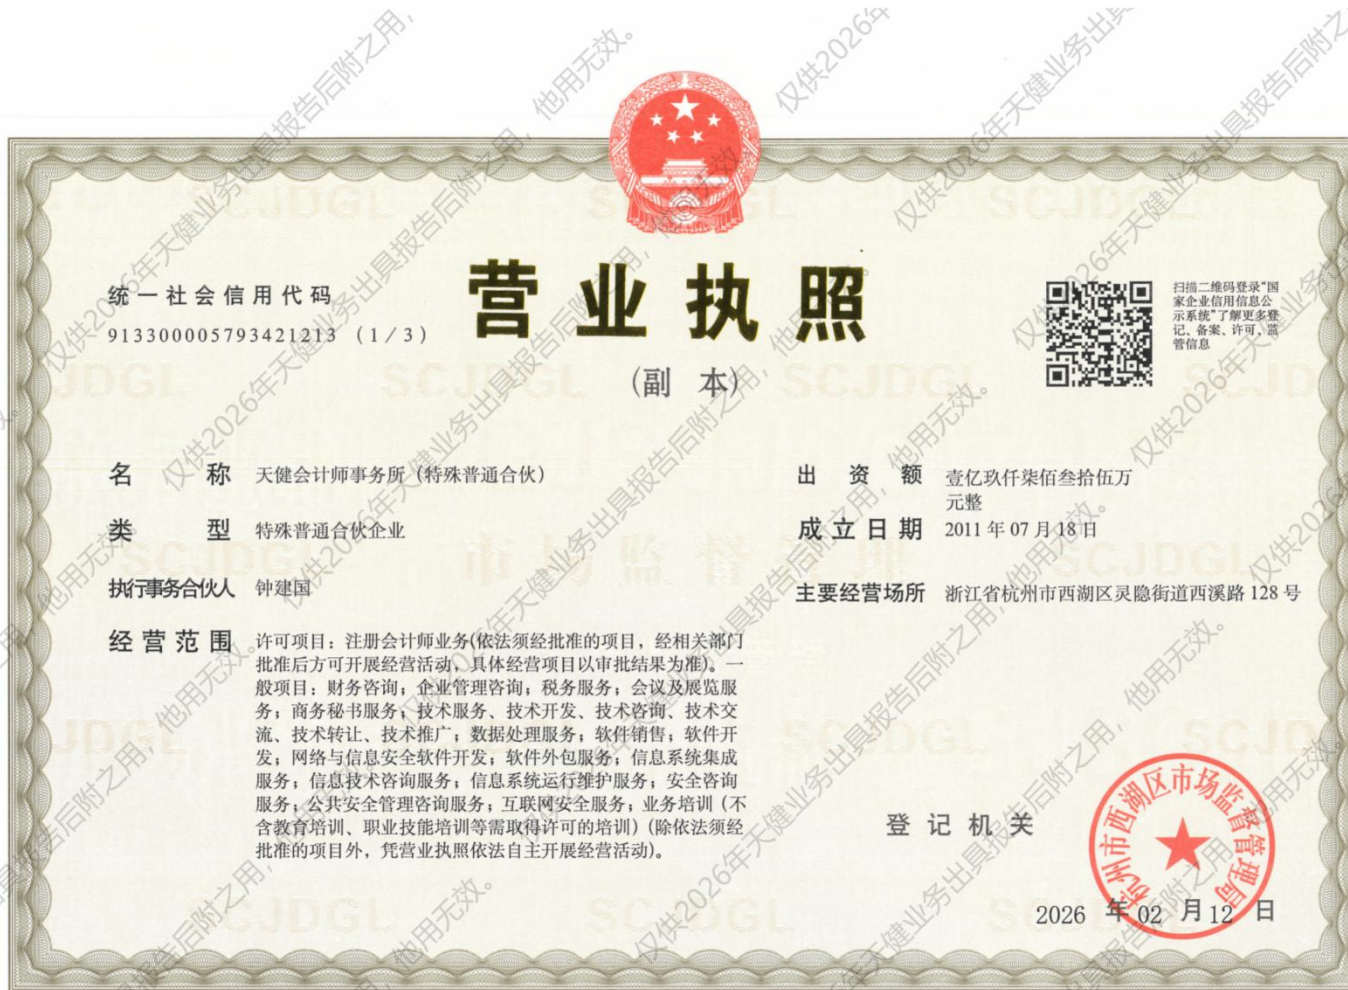 营业执照
(副 本)
统一社会信用代码
913300005793421213 (1/3)
扫描二维码登录“国
家企业信用信息公
示系统”了解更多登
记、备案、许可、监
管信息
名 称 天健会计师事务所（特殊普通合伙）
类 型 特殊普通合伙企业
执行事务合伙人 钟建国
经营范围 许可项目：注册会计师业务(依法须经批准的项目，经相关部门
批准后方可开展经营活动，具体经营项目以审批结果为准)。一
般项目：财务咨询；企业管理咨询；税务服务；会议及展览服
务；商务秘书服务；技术服务、技术开发、技术咨询、技术交
流、技术转让、技术推广；数据处理服务；软件销售；软件开
发；网络与信息安全软件开发；软件外包服务；信息系统集成
服务；信息技术咨询服务；信息系统运行维护服务；安全咨询
服务；公共安全管理咨询服务；互联网安全服务；业务培训（不
含教育培训、职业技能培训等需取得许可的培训）(除依法须经
批准的项目外，凭营业执照依法自主开展经营活动)。
出 资 额 壹亿玖仟柒佰叁拾伍万
元整
成立日期 2011 年 07 月 18 日
主要经营场所 浙江省杭州市西湖区灵隐街道西溪路 128 号
登 记 机 关
杭州市西湖区市场监督管理局
2026 年 02 月 12 日
仅供2026年天健业务出具报告后附之用，他用无效。
SCJDGL
市场监督管理